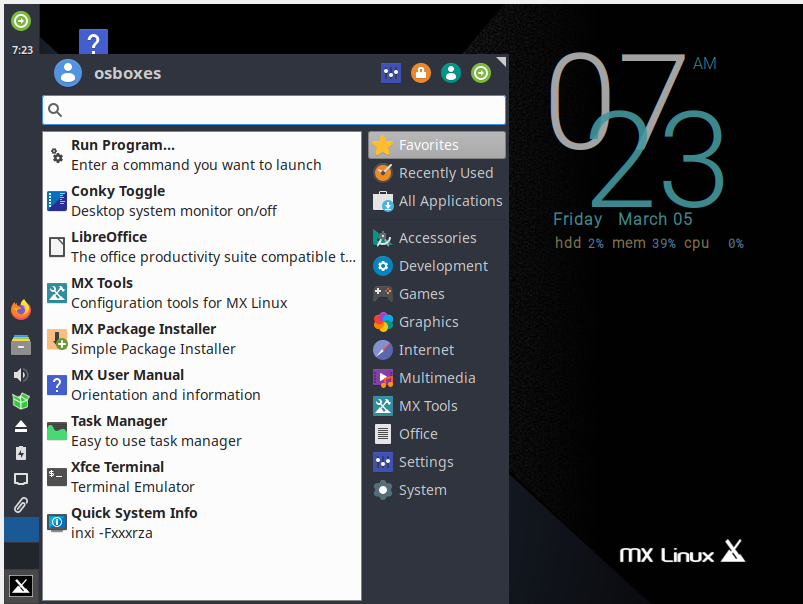 7:23
?
osboxes
Run Program...
Enter a command you want to launch
Conky Toggle
Desktop system monitor on/off
LibreOffice
The office productivity suite compatible t...
MX Tools
Configuration tools for MX Linux
MX Package Installer
Simple Package Installer
? MX User Manual
Orientation and information
Task Manager
Easy to use task manager
$– Xfce Terminal
Terminal Emulator
Quick System Info
inxi -Fxxxrza
Favorites
Recently Used
All Applications
Accessories
Development
Games
Graphics
Internet
Multimedia
MX Tools
Office
Settings
System
07 AM
23
Friday March 05
hdd 2% mem 39% cpu 0%
MX Linux